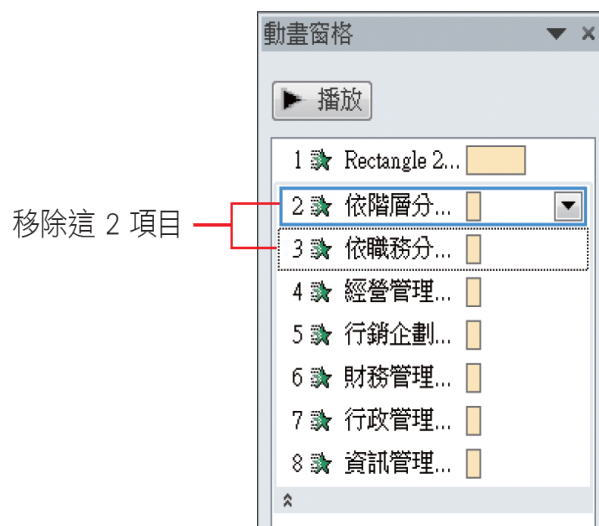 動畫窗格
播放
1 Rectangle 2...
移除這 2 項目
2 依階層分...
3 依職務分...
4 經營管理...
5 行銷企劃...
6 財務管理...
7 行政管理...
8 資訊管理...